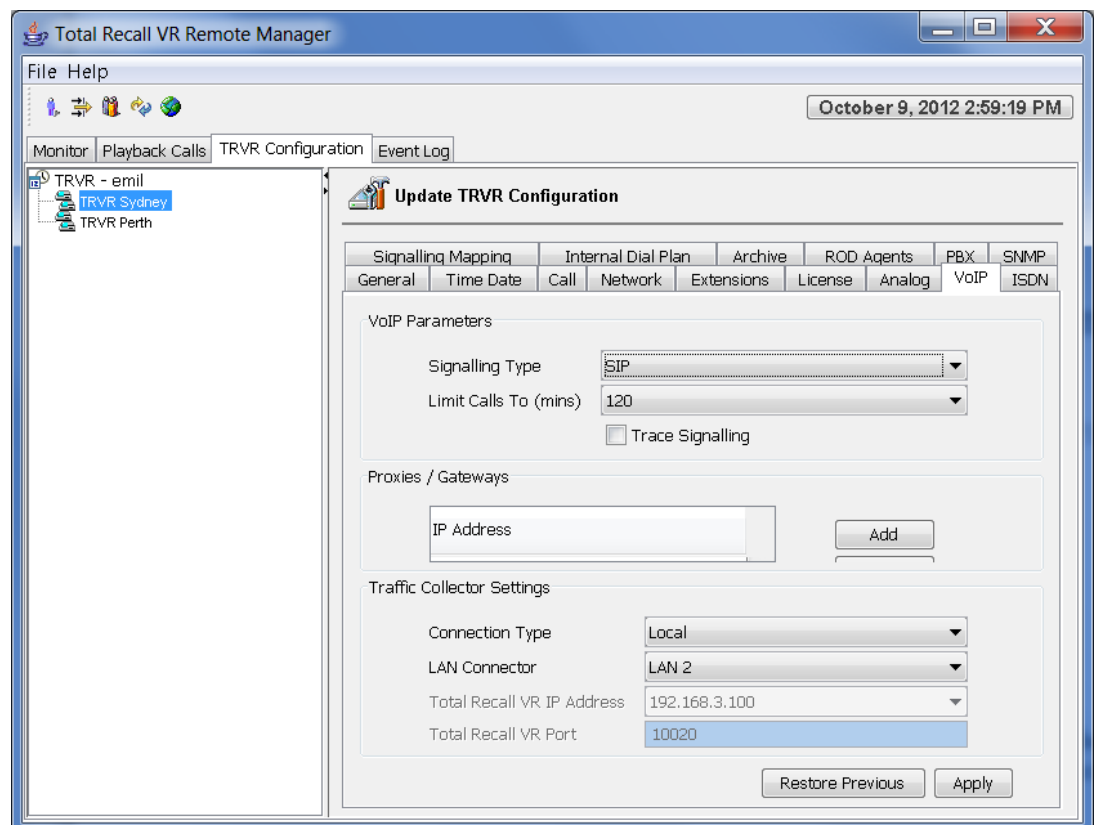 Total Recall VR Remote Manager
File Help
October 9, 2012 2:59:19 PM
Monitor Playback Calls TRVR Configuration Event Log
TRVR - emil
TRVR Sydney
TRVR Perth
Update TRVR Configuration
Signalling Mapping Internal Dial Plan Archive ROD Agents PBX SNMP
General Time Date Call Network Extensions License Analog VoIP ISDN
VoIP Parameters
Signalling Type SIP
Limit Calls To (mins) 120
Trace Signalling
Proxies / Gateways
IP Address
Add
Traffic Collector Settings
Connection Type Local
LAN Connector LAN 2
Total Recall VR IP Address 192.168.3.100
Total Recall VR Port 10020
Restore Previous Apply